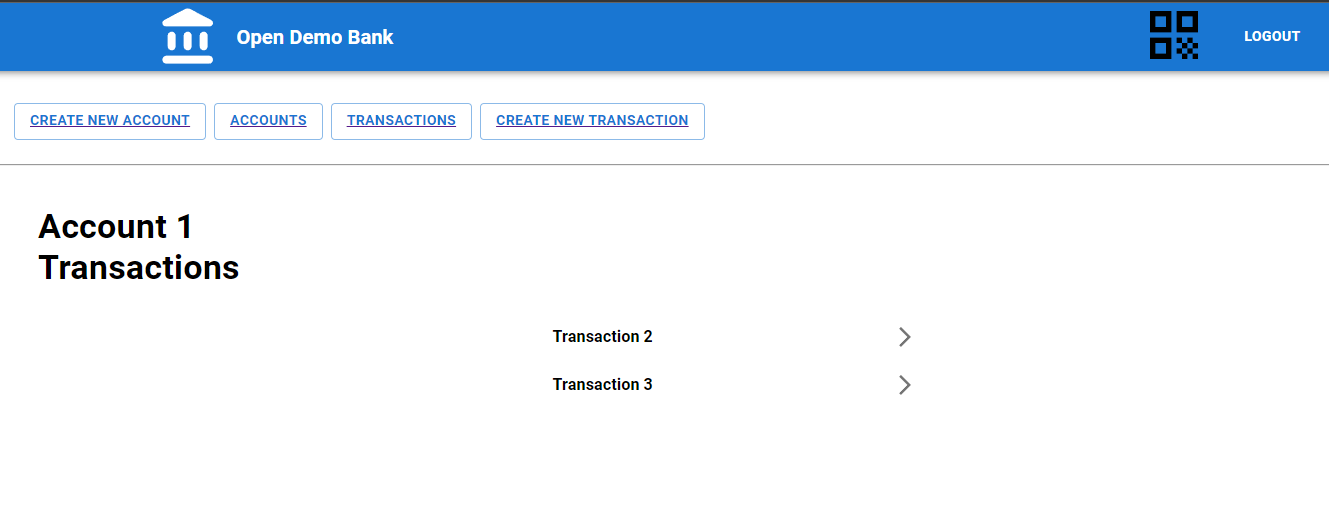 Open Demo Bank
LOGOUT
CREATE NEW ACCOUNT
ACCOUNTS
TRANSACTIONS
CREATE NEW TRANSACTION
Account 1
Transactions
Transaction 2
Transaction 3